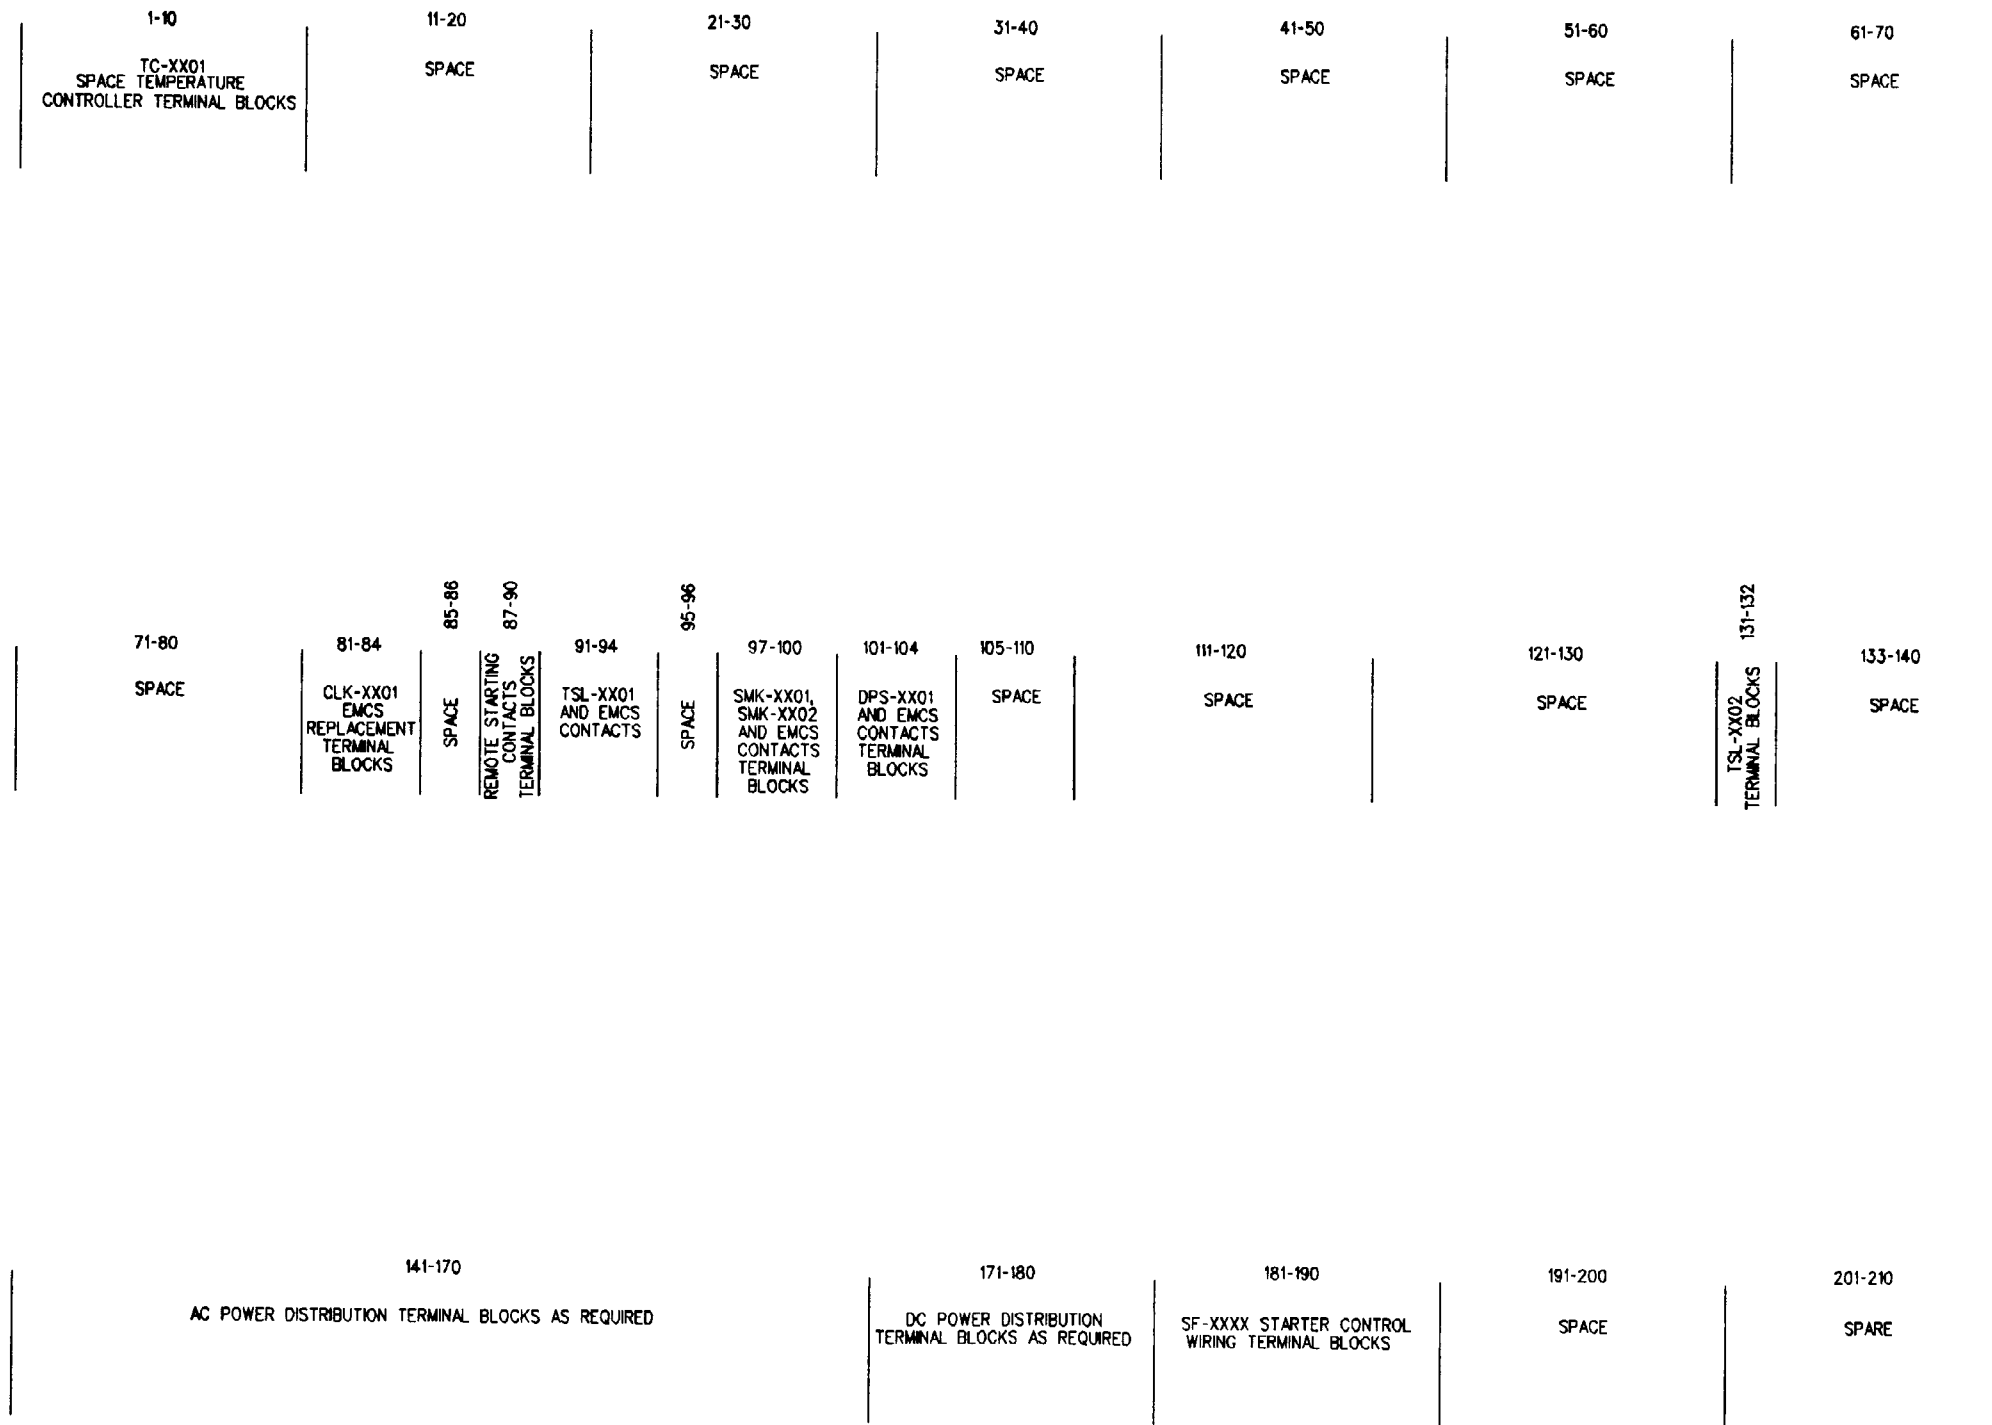 1-10
TC-XX01
SPACE TEMPERATURE
CONTROLLER TERMINAL BLOCKS
11-20
SPACE
21-30
SPACE
31-40
SPACE
41-50
SPACE
51-60
SPACE
61-70
SPACE
71-80
SPACE
81-84
CLK-XX01
EMCS
REPLACEMENT
TERMINAL
BLOCKS
85-86
SPACE
87-90
REMOTE STARTING
CONTACTS
TERMINAL BLOCKS
91-94
TSL-XX01
AND EMCS
CONTACTS
95-96
SPACE
97-100
SMK-XX01,
SMK-XX02
AND EMCS
CONTACTS
TERMINAL
BLOCKS
101-104
DPS-XX01
AND EMCS
CONTACTS
TERMINAL
BLOCKS
105-110
SPACE
111-120
SPACE
121-130
SPACE
131-132
TSL-XX02
TERMINAL BLOCKS
133-140
SPACE
141-170
AC POWER DISTRIBUTION TERMINAL BLOCKS AS REQUIRED
171-180
DC POWER DISTRIBUTION
TERMINAL BLOCKS AS REQUIRED
181-190
SF-XXXX STARTER CONTROL
WIRING TERMINAL BLOCKS
191-200
SPACE
201-210
SPARE